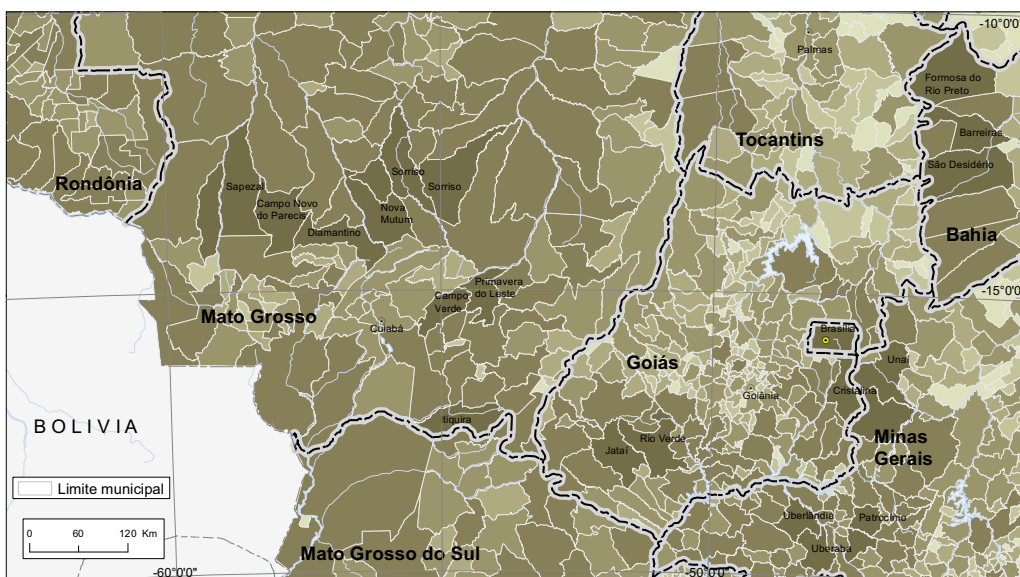 -10°0'0"
Palmas
Formosa do
Rio Preto
Tocantins
Barreiras
Sorriso
São Desidério
Rondônia
Sapezal
Sorriso
Campo Novo
do Parecis
Nova
Mutum
Diamantino
Bahia
Primavera
do Leste
-15°0'0"
Campo
Verde
Mato Grosso
Cuiabá
Brasília
Goiás
Unaí
Cristalina
Goiânia
BOLIVIA
Itiquira
Rio Verde
Jataí
Minas
Gerais
Limite municipal
Uberlândia
Patrocínio
0 60 120 Km
Uberaba
Mato Grosso do Sul
-60°0'0"
-50°0'0"